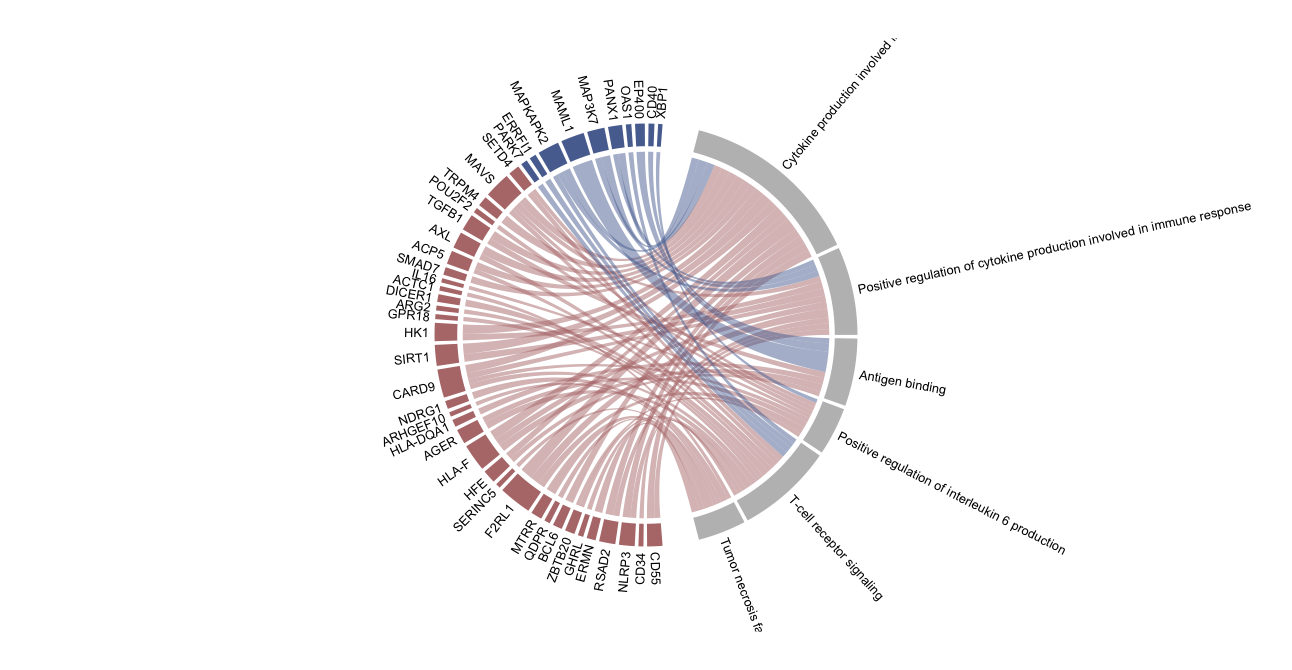 XBP1
CD40
EP400
OAS1
PANX1
MAP3K7
MAML1
MAPKAPK2
ERRFI1
PARK7
SETD4
MAVS
TRPM4
POU2F2
TGFB1
AXL
ACP5
SMAD7
IL16
ACTC1
DICER1
ARG2
GPR18
HK1
SIRT1
CARD9
NDRG1
ARHGEF10
HLA-DQA1
AGER
HLA-F
HFE
SERINC5
F2RL1
MTRR
QDPR
BCL6
ZBTB20
GHRL
ERMN
RSAD2
NLRP3
CD34
CD55
Cytokine production involved
Positive regulation of cytokine production involved in immune response
Antigen binding
Positive regulation of interleukin 6 production
T-cell receptor signaling
Tumor necrosis fa